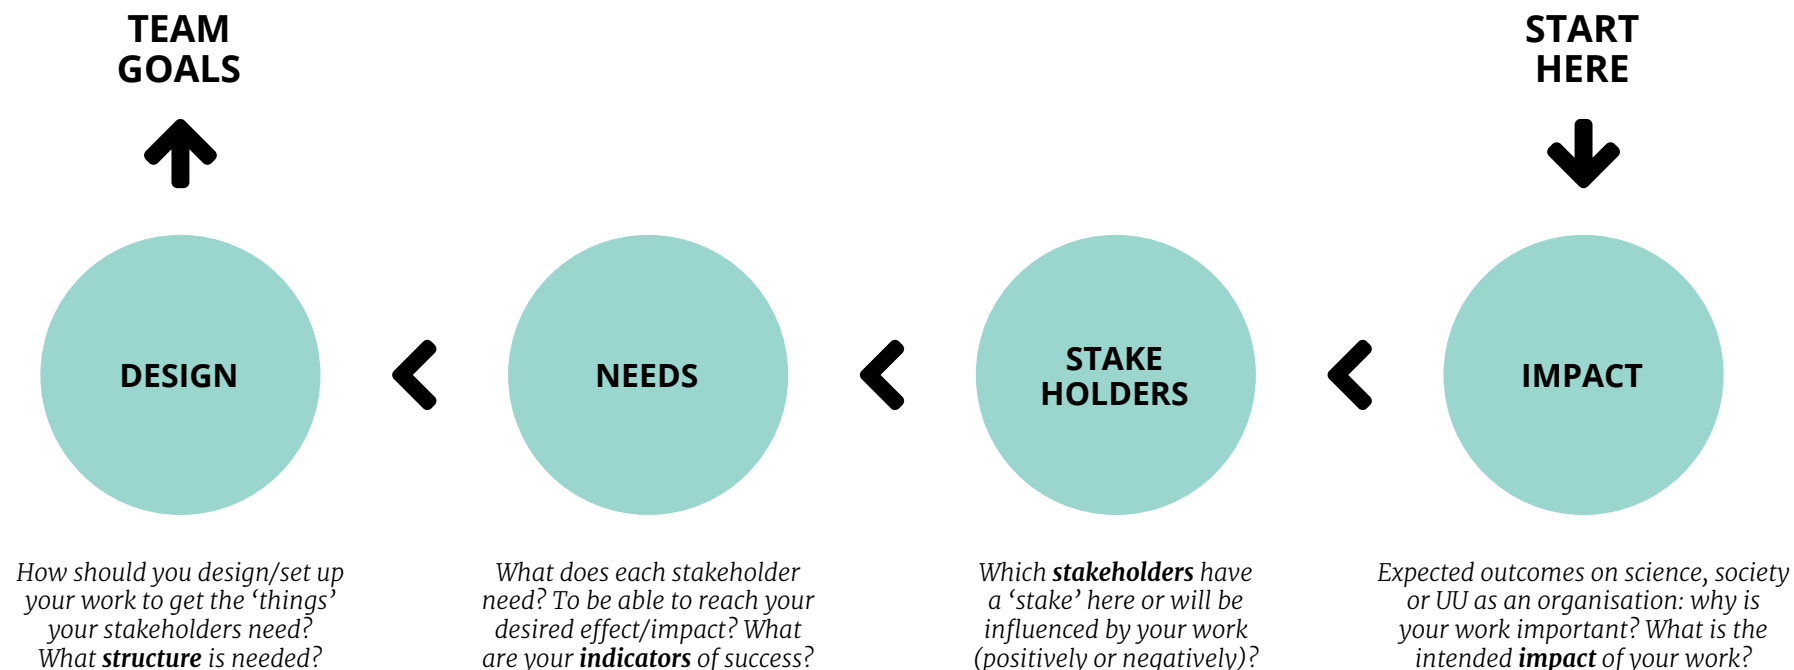 TEAM
GOALS
START
HERE
DESIGN
NEEDS
STAKE
HOLDERS
IMPACT
How should you design/set up
your work to get the ‘things’
your stakeholders need?
What structure is needed?
What does each stakeholder
need? To be able to reach your
desired effect/impact? What
are your indicators of success?
Which stakeholders have
a ‘stake’ here or will be
influenced by your work
(positively or negatively)?
Expected outcomes on science, society
or UU as an organisation: why is
your work important? What is the
intended impact of your work?